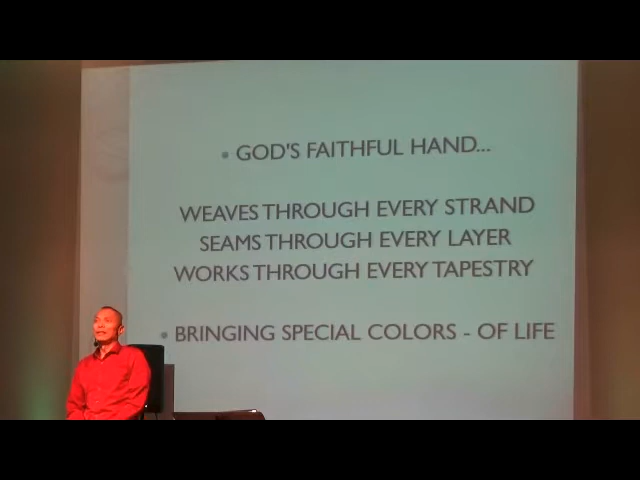 • GOD'S FAITHFUL HAND...
WEAVES THROUGH EVERY STRAND
SEAMS THROUGH EVERY LAYER
WORKS THROUGH EVERY TAPESTRY
• BRINGING SPECIAL COLORS - OF LIFE